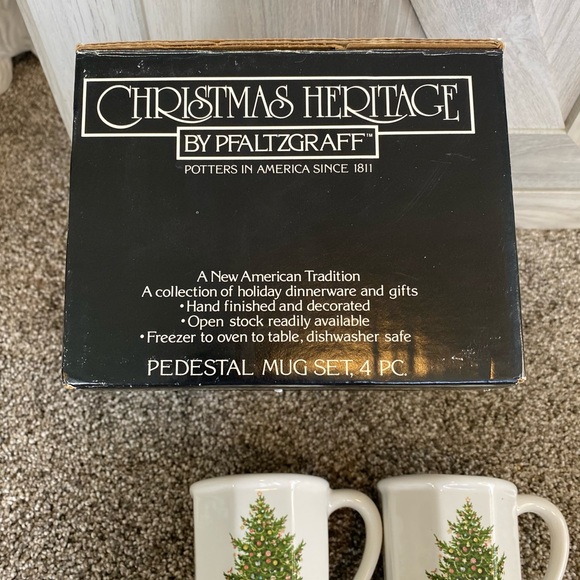 CHRISTMAS HERITAGE
BY PFALTZGRAFF™
POTTERS IN AMERICA SINCE 1811
A New American Tradition
A collection of holiday dinnerware and gifts
•Hand finished and decorated
•Open stock readily available
•Freezer to oven to table, dishwasher safe
PEDESTAL MUG SET, 4 PC.